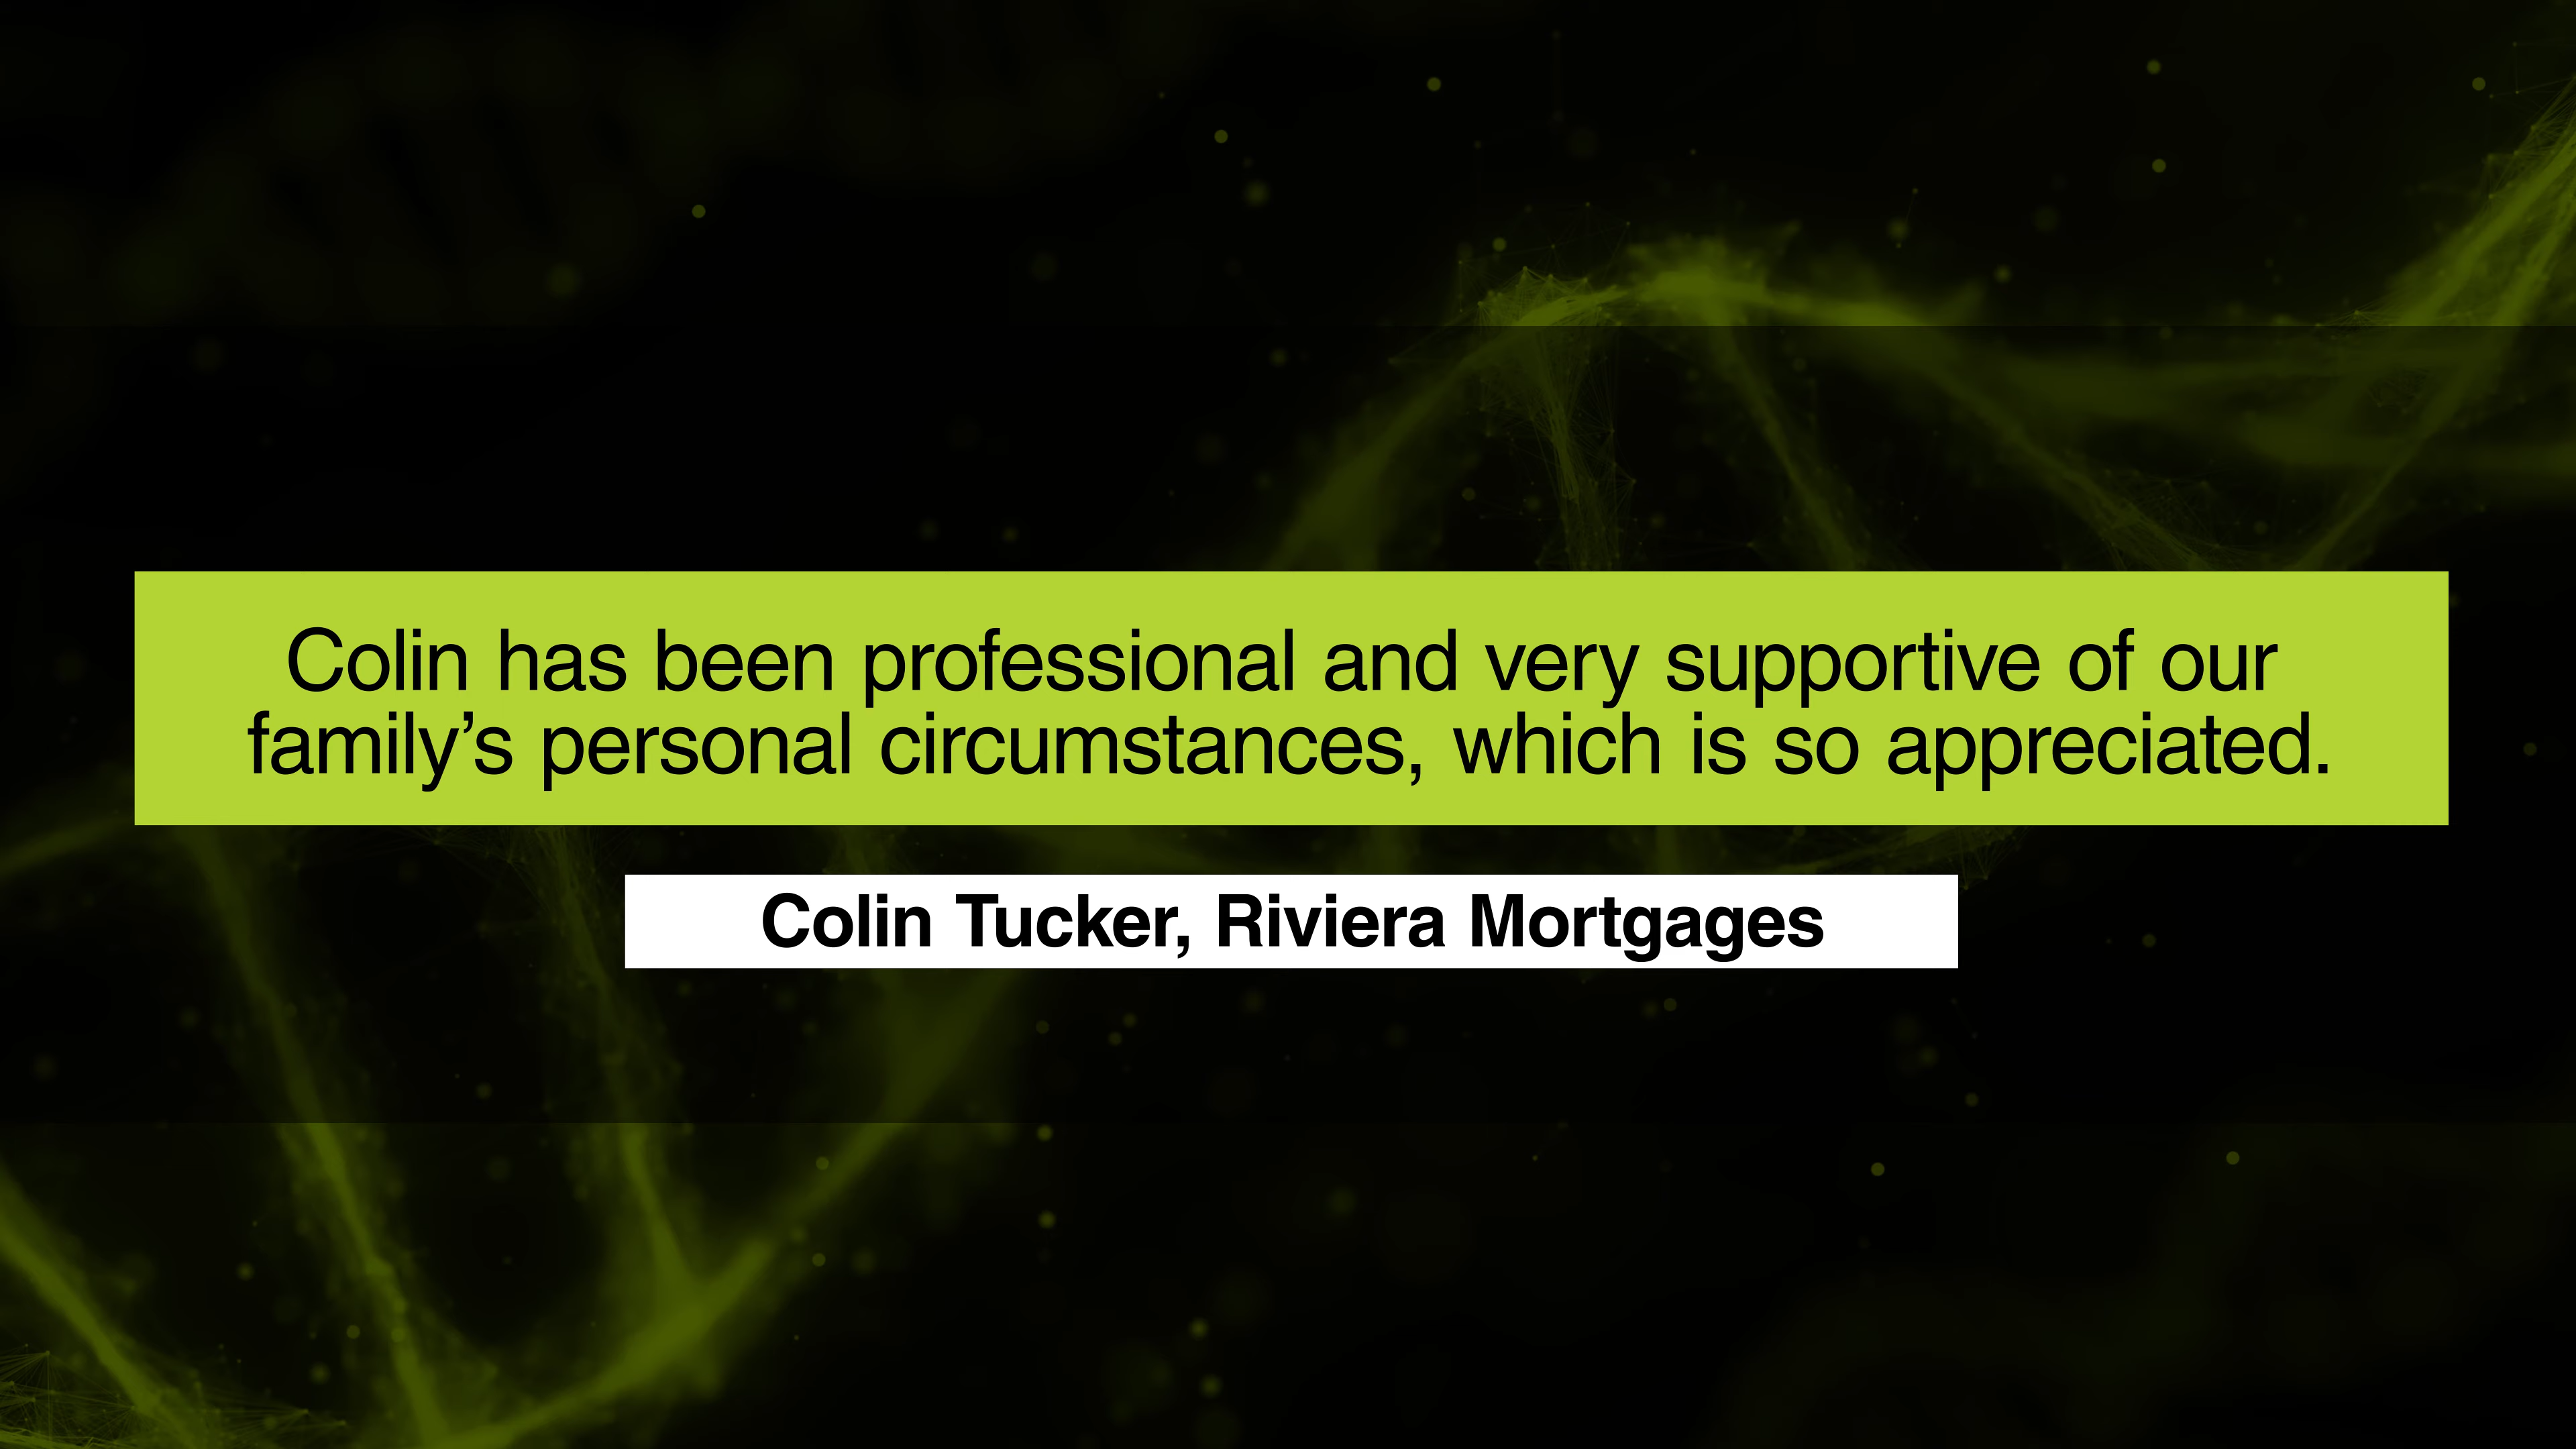 Colin has been professional and very supportive of our
family’s personal circumstances, which is so appreciated.
Colin Tucker, Riviera Mortgages